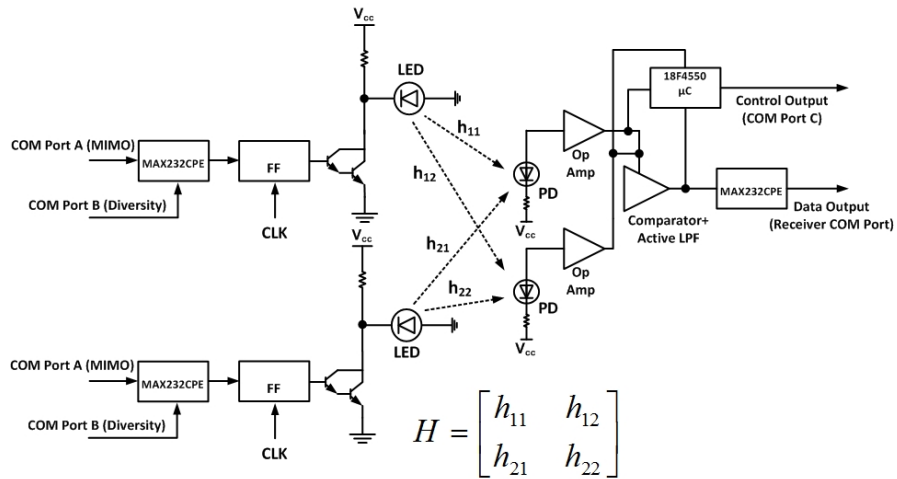 Vcc
LED
18F4550
µC
Control Output
(COM Port C)
h11
Op
Amp
COM Port A (MIMO)
MAX232CPE
FF
h12
PD
MAX232CPE
COM Port B (Diversity)
Vcc
Comparator+
Active LPF
Data Output
(Receiver COM Port)
CLK
Vcc
h21
Op
Amp
h22
PD
LED
Vcc
COM Port A (MIMO)
MAX232CPE
FF
COM Port B (Diversity)
CLK
H = [h11 h12
h21 h22]